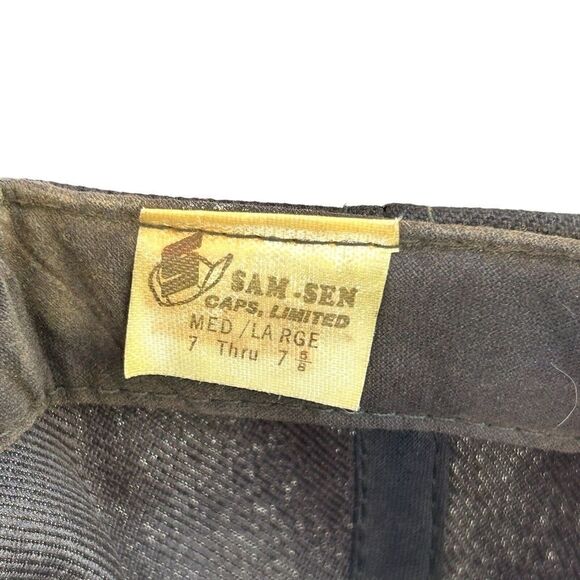 SAM-SEN
CAPS, LIMITED
MED/LARGE
7 Thru 7 5/8